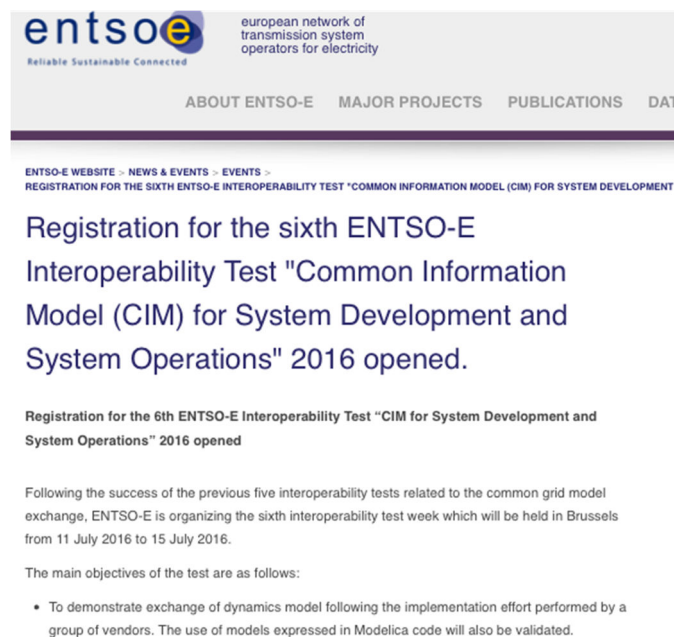 entsoe
Reliable Sustainable Connected
european network of
transmission system
operators for electricity
ABOUT ENTSO-E MAJOR PROJECTS PUBLICATIONS DAT
ENTSO-E WEBSITE > NEWS & EVENTS > EVENTS >
REGISTRATION FOR THE SIXTH ENTSO-E INTEROPERABILITY TEST "COMMON INFORMATION MODEL (CIM) FOR SYSTEM DEVELOPMENT
Registration for the sixth ENTSO-E
Interoperability Test "Common Information
Model (CIM) for System Development and
System Operations" 2016 opened.
Registration for the 6th ENTSO-E Interoperability Test “CIM for System Development and
System Operations” 2016 opened
Following the success of the previous five interoperability tests related to the common grid model
exchange, ENTSO-E is organizing the sixth interoperability test week which will be held in Brussels
from 11 July 2016 to 15 July 2016.
The main objectives of the test are as follows:
• To demonstrate exchange of dynamics model following the implementation effort performed by a
group of vendors. The use of models expressed in Modelica code will also be validated.